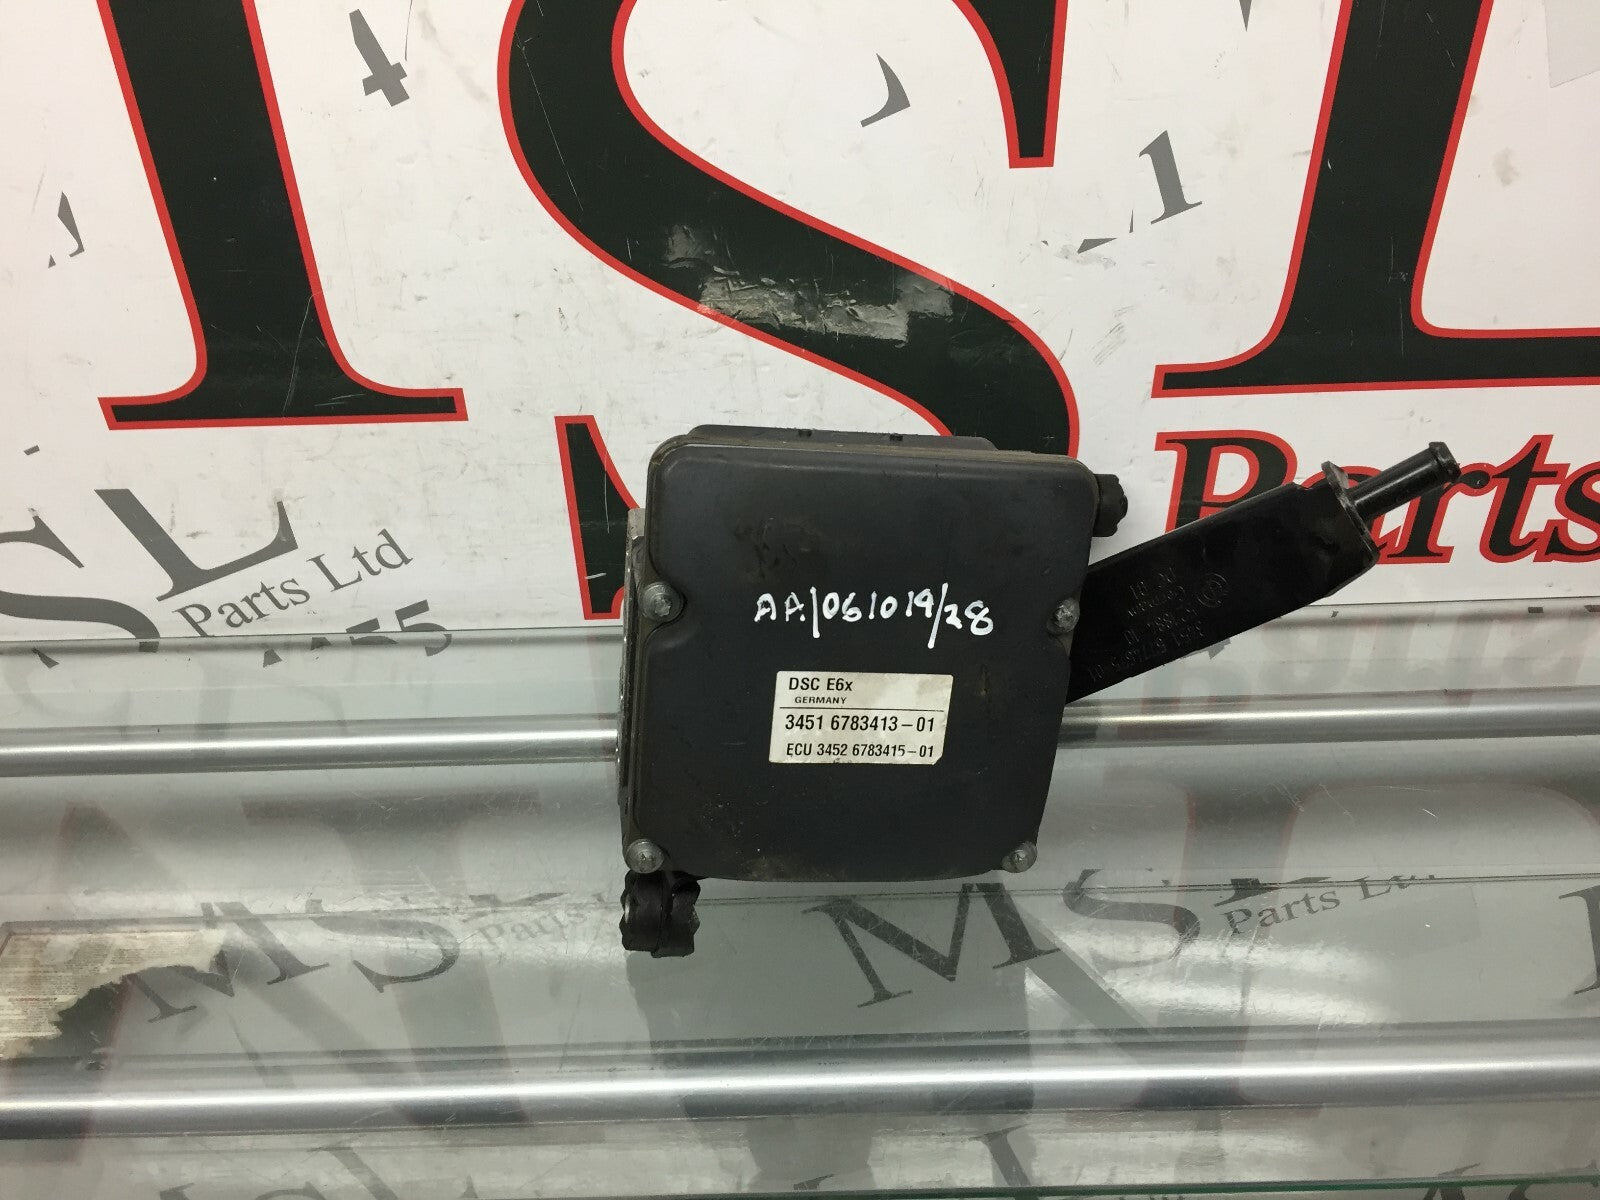 MSL
Parts
Parts Ltd
AA/061019/28
DSC E6x
GERMANY
3451 6783413-01
ECU 3452 6783415-01
MSL
Parts Ltd